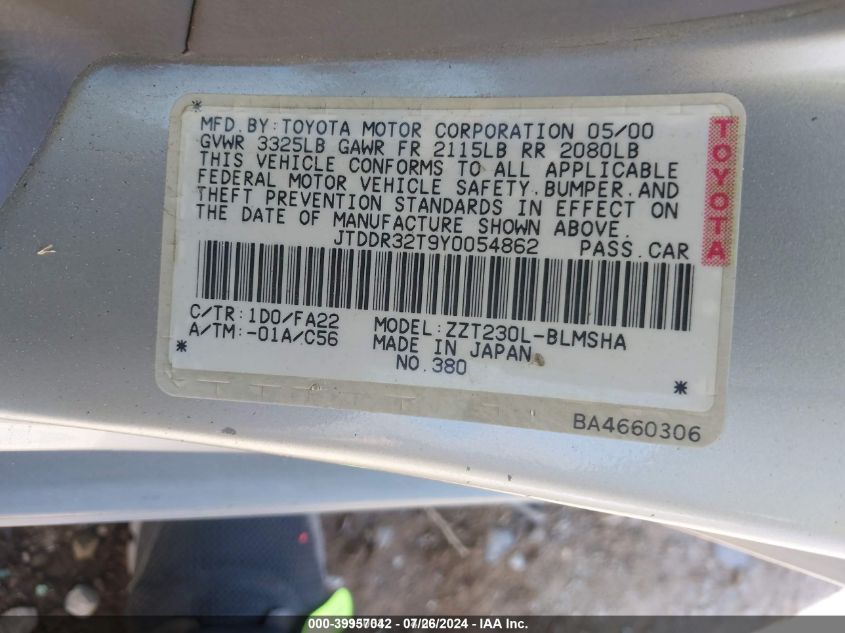 MFD. BY: TOYOTA MOTOR CORPORATION 05/00
GVWR 3325LB GAWR FR 2115LB RR 2080LB
THIS VEHICLE CONFORMS TO ALL APPLICABLE
FEDERAL MOTOR VEHICLE SAFETY, BUMPER, AND
THEFT PREVENTION STANDARDS IN EFFECT ON
THE DATE OF MANUFACTURE SHOWN ABOVE.
JTDDR32T9Y0054862 PASS. CAR
TOYOTA
C/TR: 1D0/FA22
A/TM: -01A/C56
MODEL: ZZT230L-BLMSHA
MADE IN JAPAN
NO. 380
BA4660306
000-39957042 - 07/26/2024 - IAA Inc.